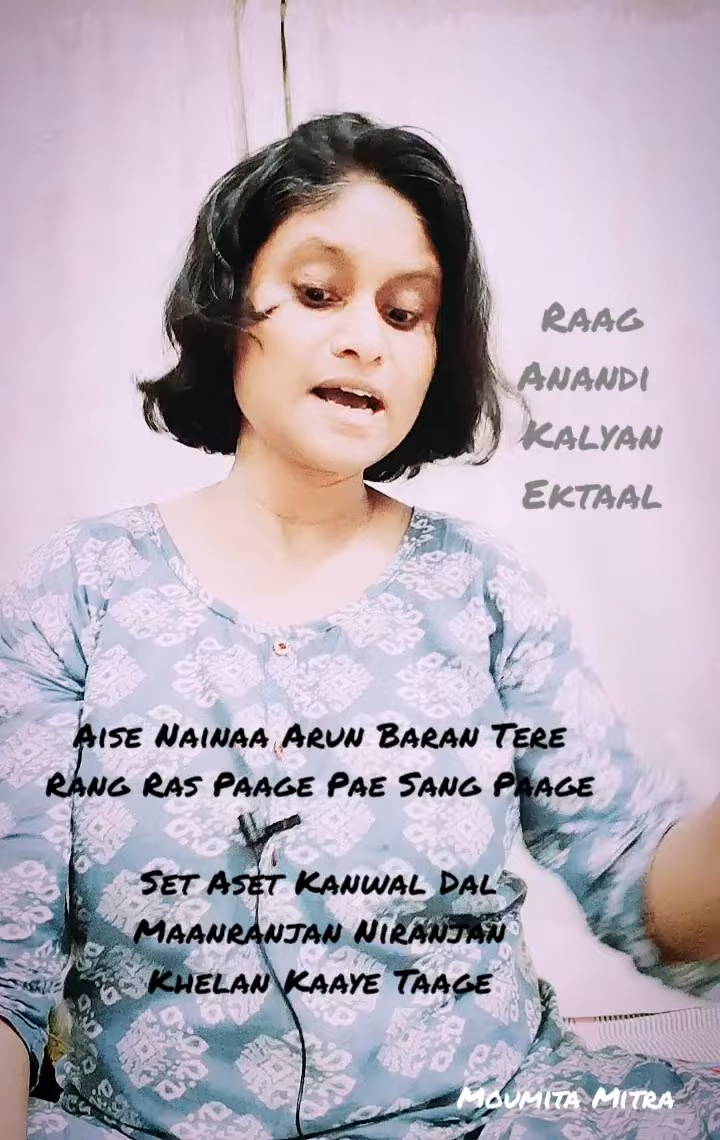 Raag
Anandi
Kalyan
Ektaal
Aise Nainaa Arun Baran Tere
Rang Ras Paage Pae Sang Paage
Set Aset Kanwal Dal
Maanranjan Niranjan
Khelan Kaaye Taage
Moumita Mitra